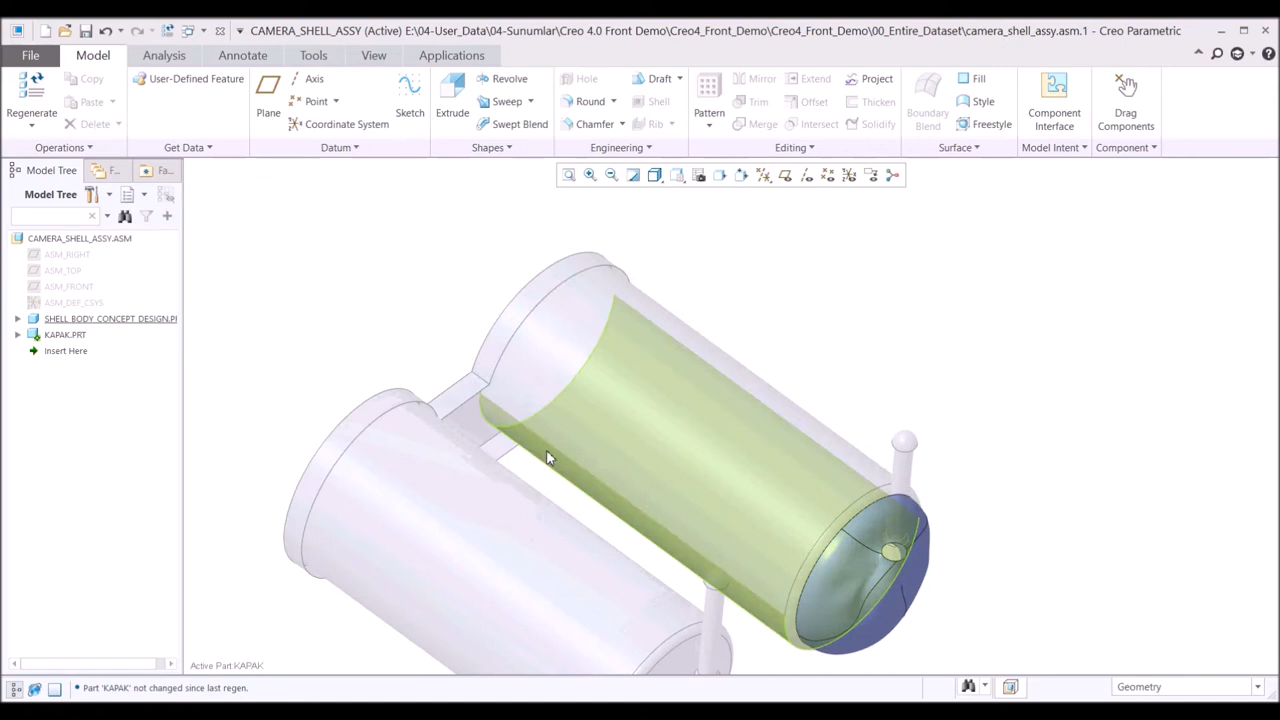 CAMERA_SHELL_ASSY (Active) E:\04-User_Data\04-Sunumlar\Creo 4.0 Front Demo\Creo4_Front_Demo\Creo4_Front_Demo\00_Entire_Dataset\camera_shell_assy.asm.1 - Creo Parametric
File Model Analysis Annotate Tools View Applications
Regenerate
Copy
Paste
Delete
Operations
User-Defined Feature
Get Data
Plane
Axis
Point
Coordinate System
Sketch
Datum
Extrude
Revolve
Sweep
Swept Blend
Shapes
Hole
Round
Chamfer
Draft
Shell
Rib
Engineering
Pattern
Mirror
Trim
Merge
Extend
Offset
Intersect
Project
Thicken
Solidify
Editing
Boundary
Blend
Fill
Style
Freestyle
Surface
Component
Interface
Model Intent
Drag
Components
Component
Model Tree F... Fa...
Model Tree
CAMERA_SHELL_ASSY.ASM
ASM_RIGHT
ASM_TOP
ASM_FRONT
ASM_DEF_CSYS
SHELL_BODY_CONCEPT_DESIGN.PI
KAPAK.PRT
Insert Here
Active Part:KAPAK
Part 'KAPAK' not changed since last regen.
Geometry